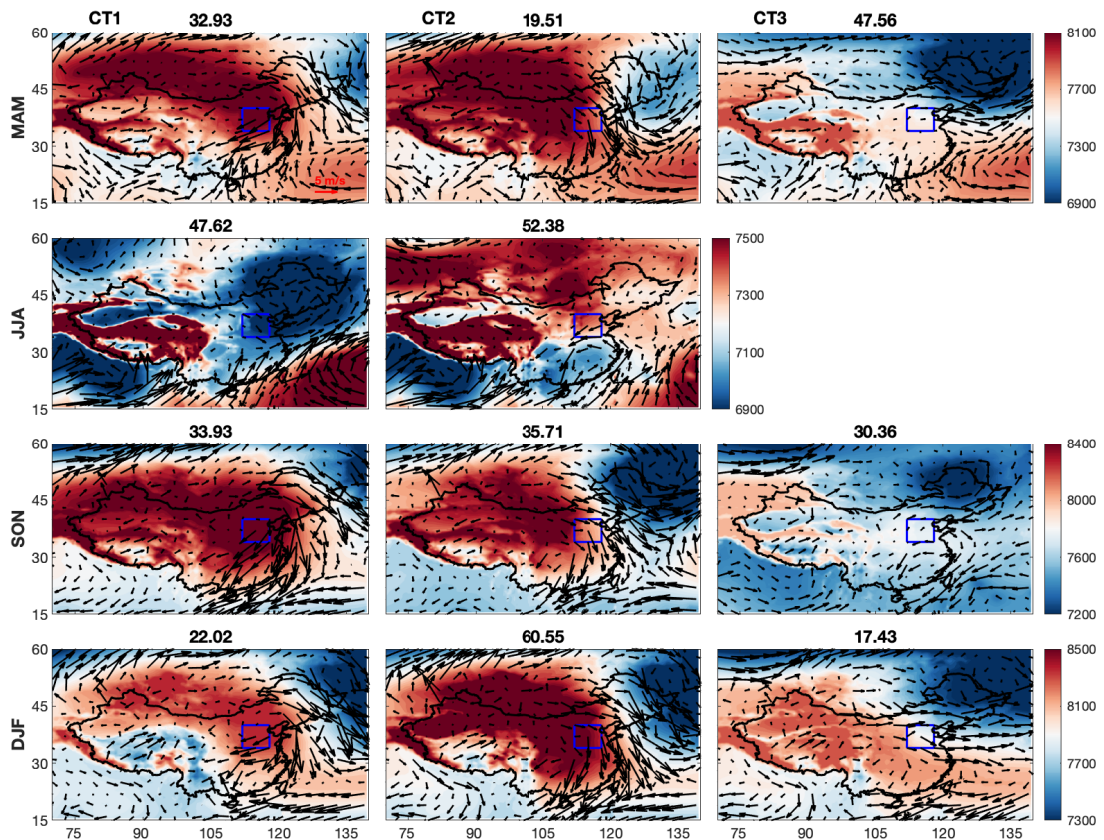 CT1 32.93 CT2 19.51 CT3 47.56
60 45 30 15
MAM
5 m/s
8100 7700 7300 6900
47.62 52.38
60 45 30 15
JJA
7500 7300 7100 6900
33.93 35.71 30.36
60 45 30 15
SON
8400 8000 7600 7200
22.02 60.55 17.43
60 45 30 15
DJF
8500 8100 7700 7300
75 90 105 120 135 75 90 105 120 135 75 90 105 120 135